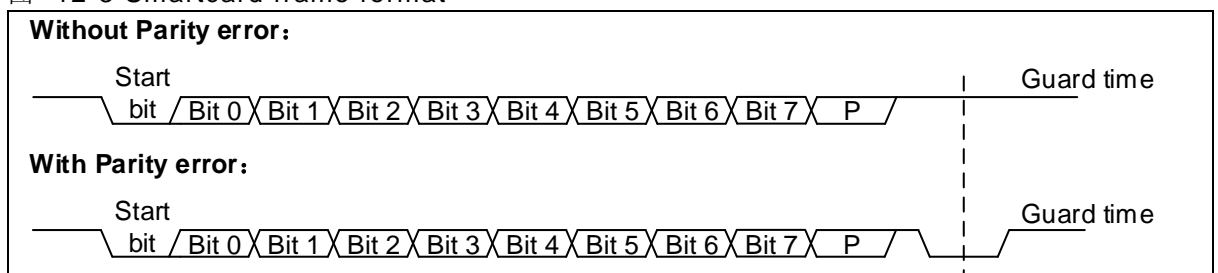 Without Parity error：
Start
bit Bit 0 Bit 1 Bit 2 Bit 3 Bit 4 Bit 5 Bit 6 Bit 7 P
Guard time
With Parity error：
Start
bit Bit 0 Bit 1 Bit 2 Bit 3 Bit 4 Bit 5 Bit 6 Bit 7 P
Guard time